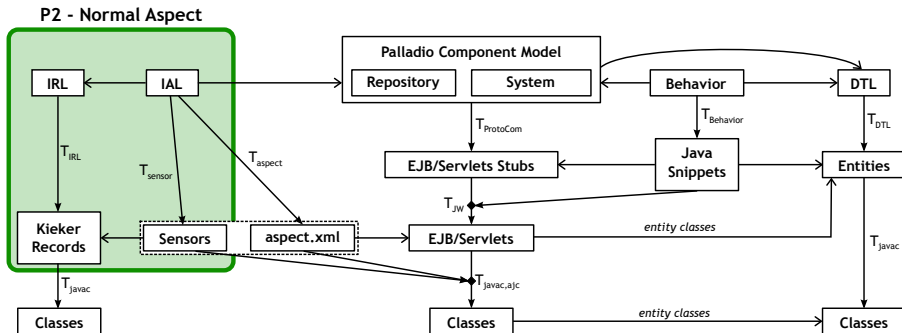 P2 - Normal Aspect
Palladio Component Model
IRL
IAL
Repository
System
Behavior
DTL
T_ProtoCom
T_Behavior
T_DTL
T_IRL
T_sensor
T_aspect
EJB/Servlets Stubs
Java
Snippets
Entities
T_JW
Kieker
Records
Sensors
aspect.xml
EJB/Servlets
entity classes
T_javac
T_javac
T_javac,ajc
Classes
Classes
entity classes
Classes